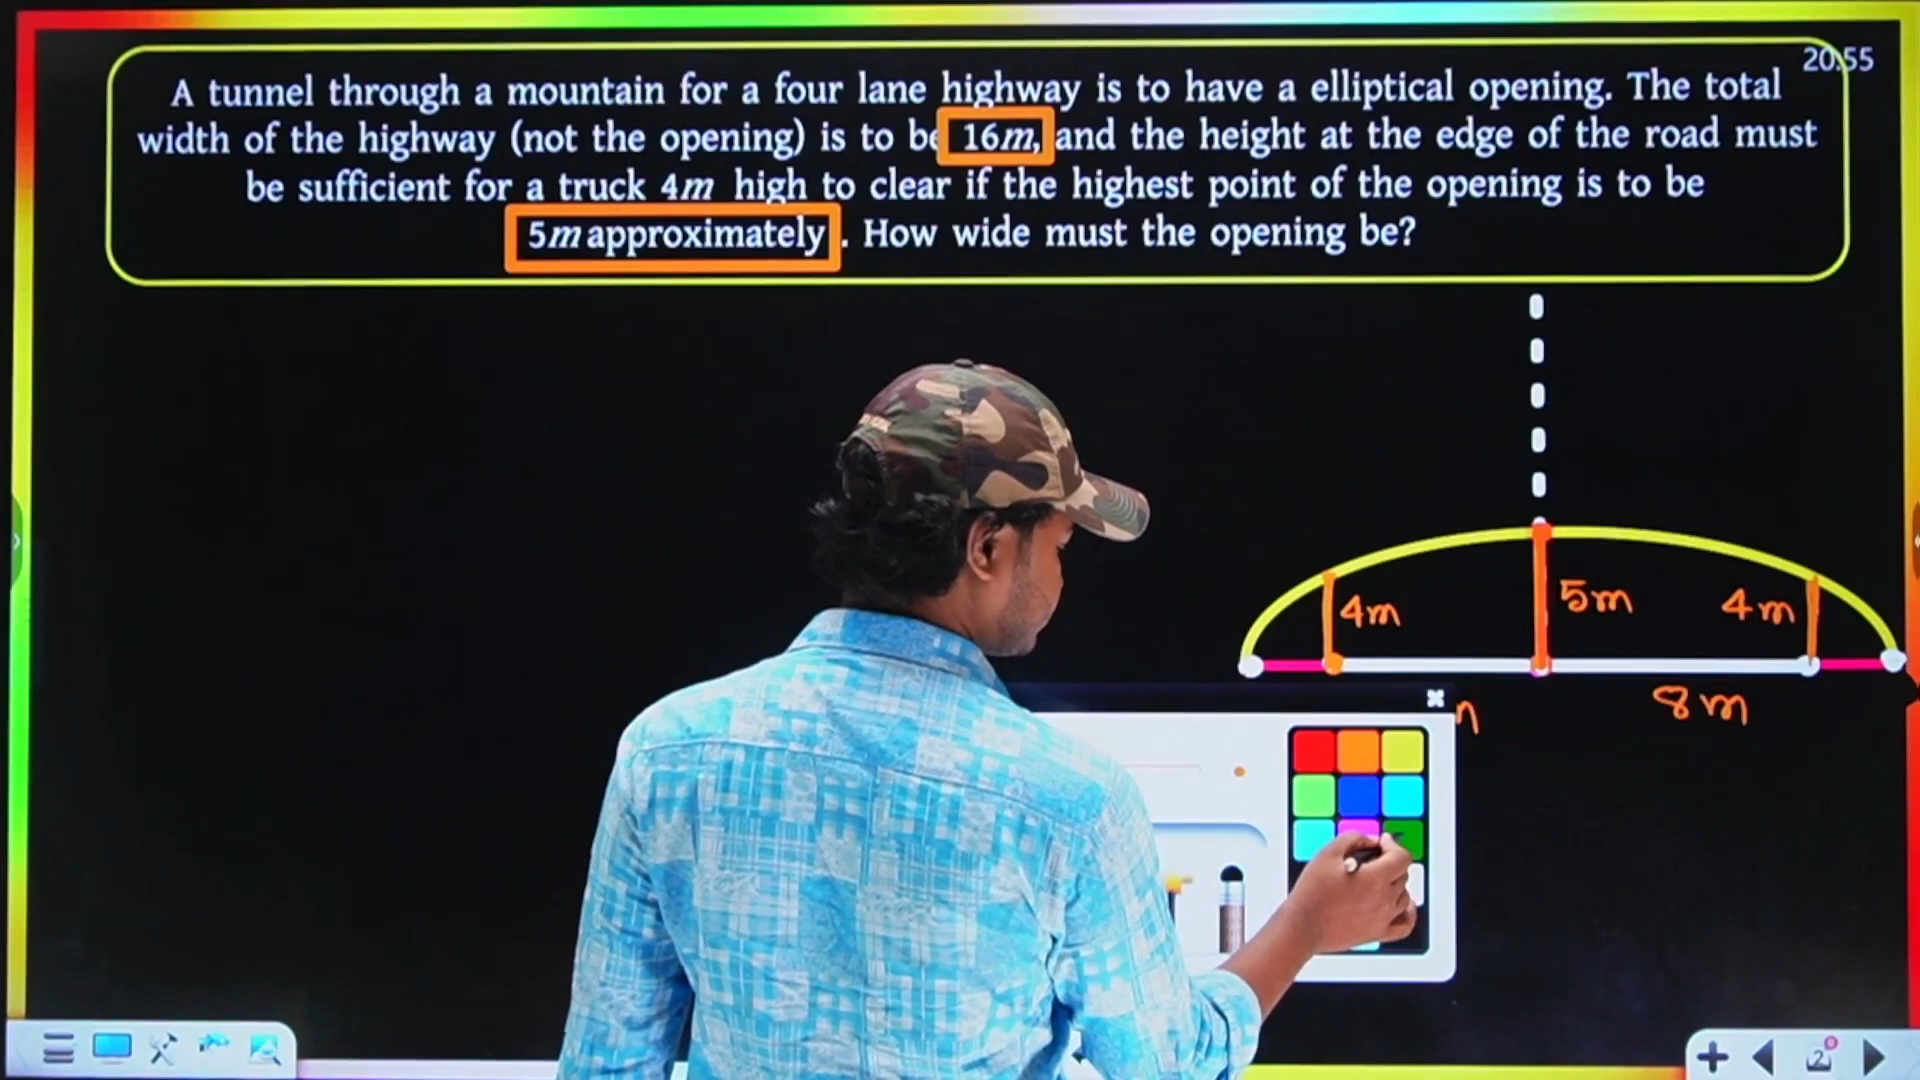 20:55
A tunnel through a mountain for a four lane highway is to have a elliptical opening. The total
width of the highway (not the opening) is to be 16m, and the height at the edge of the road must
be sufficient for a truck 4m high to clear if the highest point of the opening is to be
5m approximately . How wide must the opening be?
4m 5m 4m
8m
2